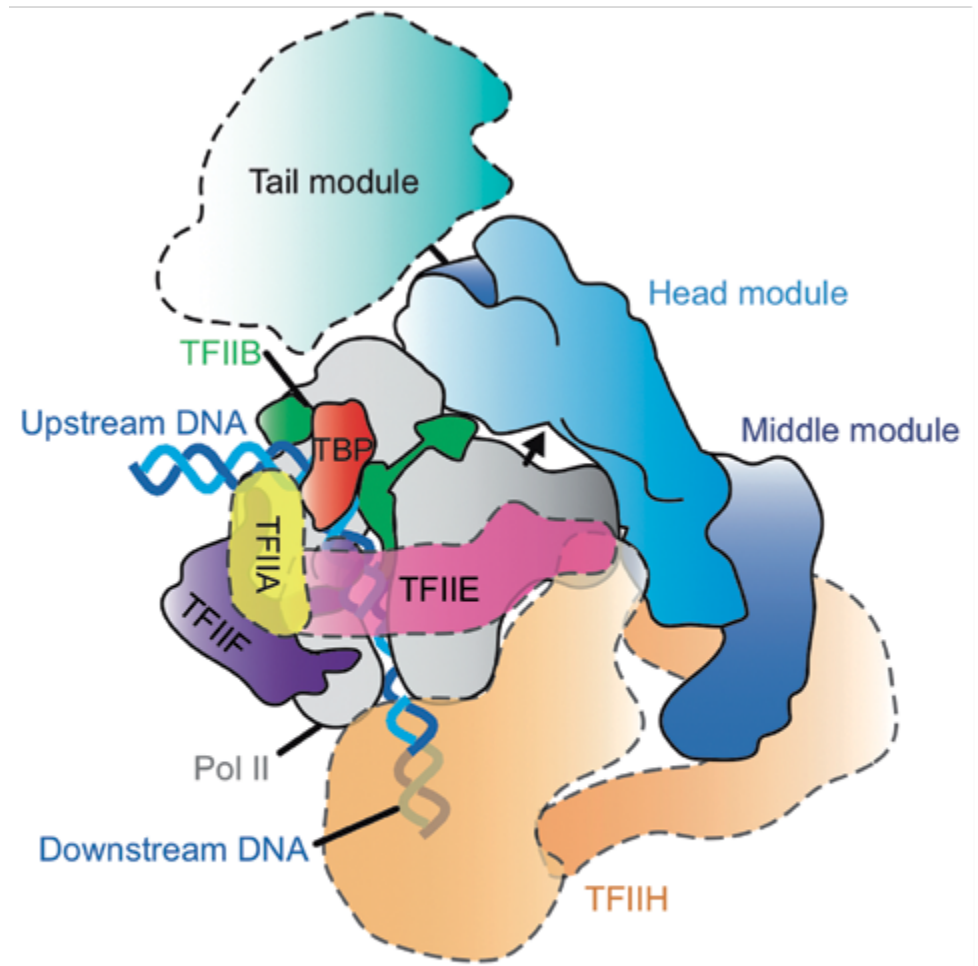 Tail module
Head module
TFIIB
Upstream DNA
TBP
Middle module
TFIIA
TFIIE
TFIIF
Pol II
Downstream DNA
TFIIH